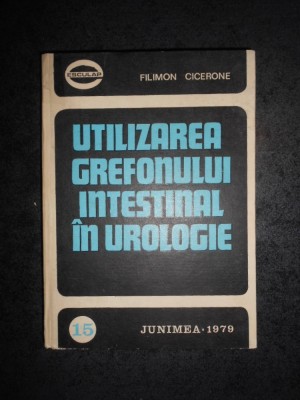 ESCULAP
FILIMON CICERONE
UTILIZAREA
GREFONULUI
INTESTINAL
ÎN UROLOGIE
15
JUNIMEA · 1979